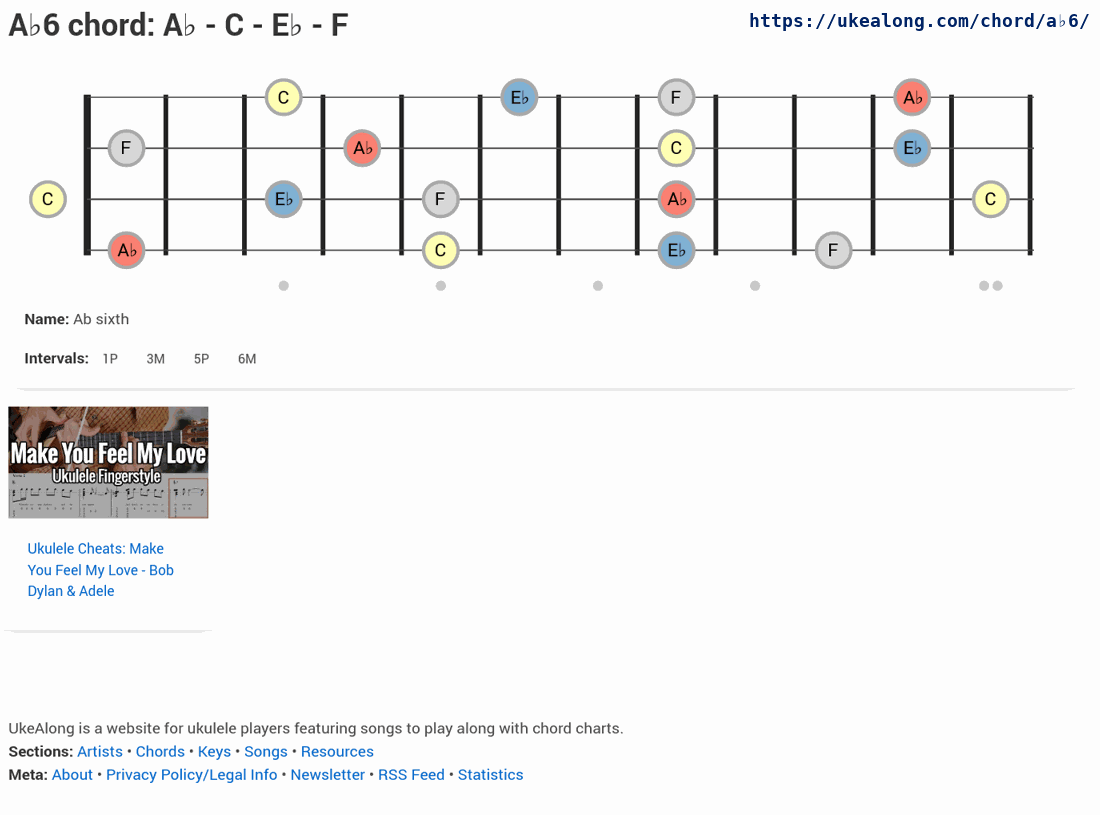 A♭6 chord: A♭ - C - E♭ - F
https://ukealong.com/chord/a♭6/
C E♭ F A♭
F A♭ C E♭
C E♭ F A♭ C
A♭ C E♭ F
Name: Ab sixth
Intervals: 1P 3M 5P 6M
Make You Feel My Love
Ukulele Fingerstyle
Ukulele Cheats: Make
You Feel My Love - Bob
Dylan & Adele
UkeAlong is a website for ukulele players featuring songs to play along with chord charts.
Sections: Artists • Chords • Keys • Songs • Resources
Meta: About • Privacy Policy/Legal Info • Newsletter • RSS Feed • Statistics